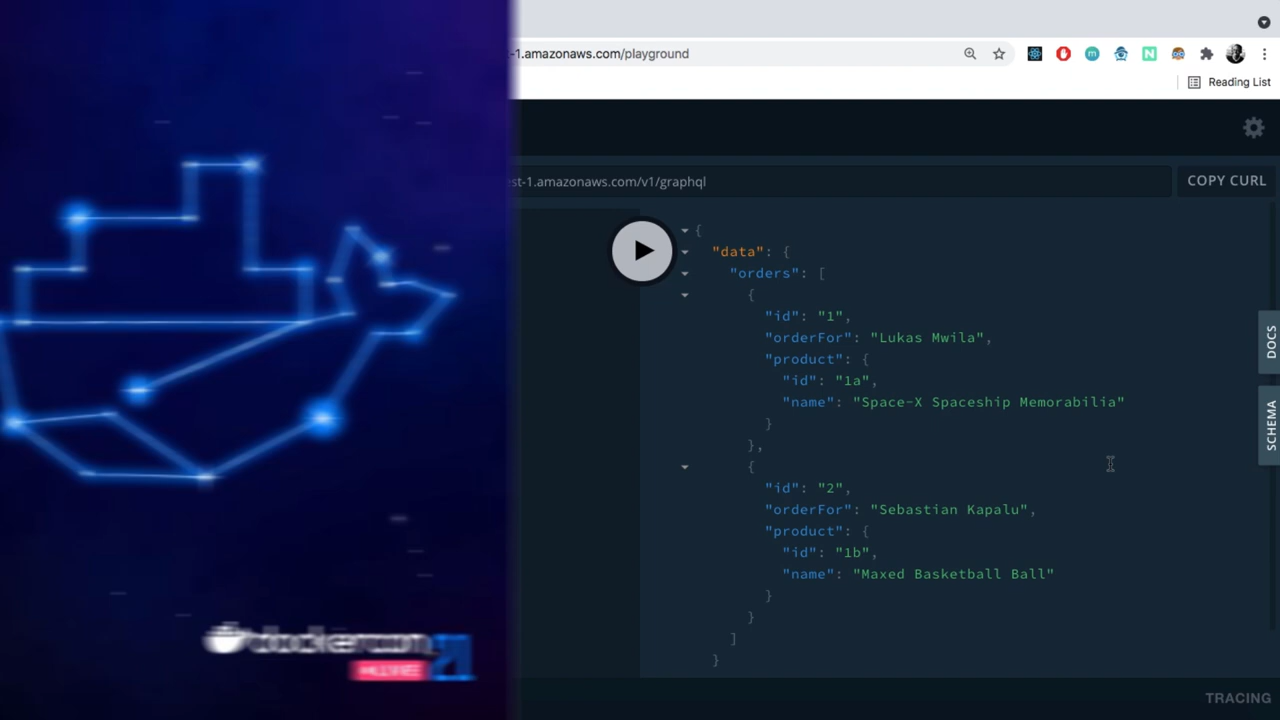 -1.amazonaws.com/playground
Reading List
est-1.amazonaws.com/v1/graphql
COPY CURL
{
"data": {
"orders": [
{
"id": "1",
"orderFor": "Lukas Mwila",
"product": {
"id": "1a",
"name": "Space-X Spaceship Memorabilia"
}
},
{
"id": "2",
"orderFor": "Sebastian Kapalu",
"product": {
"id": "1b",
"name": "Maxed Basketball Ball"
}
}
]
}
DOCS
SCHEMA
dockercon
TRACING